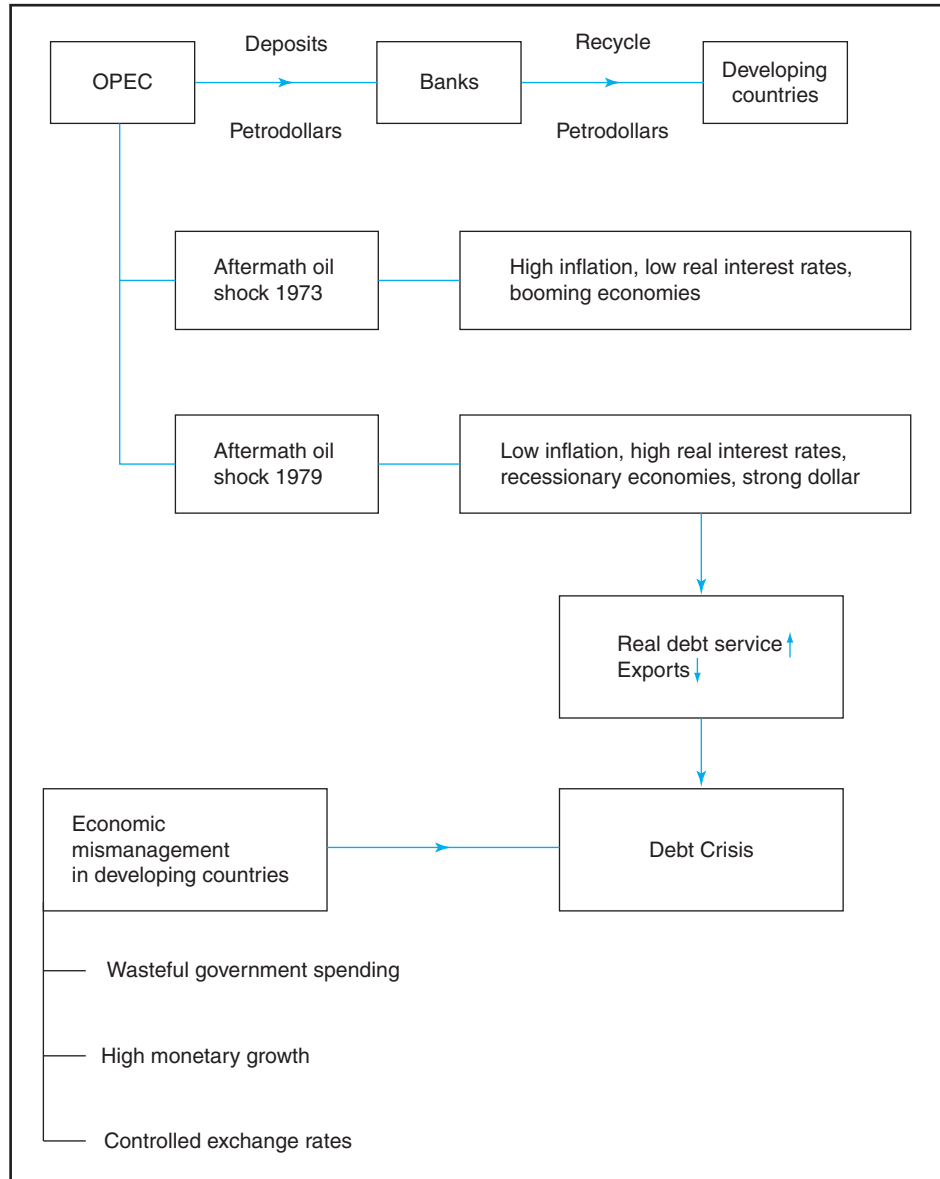 Deposits
Recycle
OPEC
Banks
Developing
countries
Petrodollars
Petrodollars
Aftermath oil
shock 1973
High inflation, low real interest rates,
booming economies
Aftermath oil
shock 1979
Low inflation, high real interest rates,
recessionary economies, strong dollar
Real debt service
Exports
Economic
mismanagement
in developing countries
Debt Crisis
Wasteful government spending
High monetary growth
Controlled exchange rates